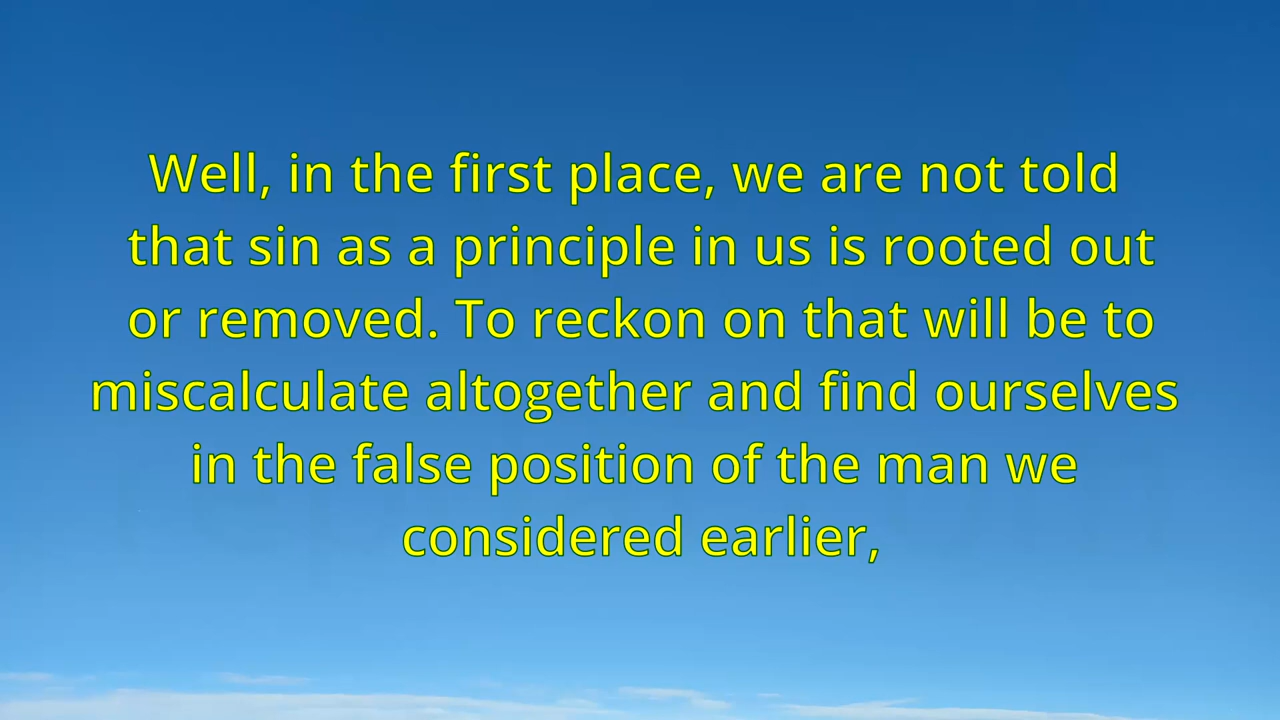 Well, in the first place, we are not told
that sin as a principle in us is rooted out
or removed. To reckon on that will be to
miscalculate altogether and find ourselves
in the false position of the man we
considered earlier,